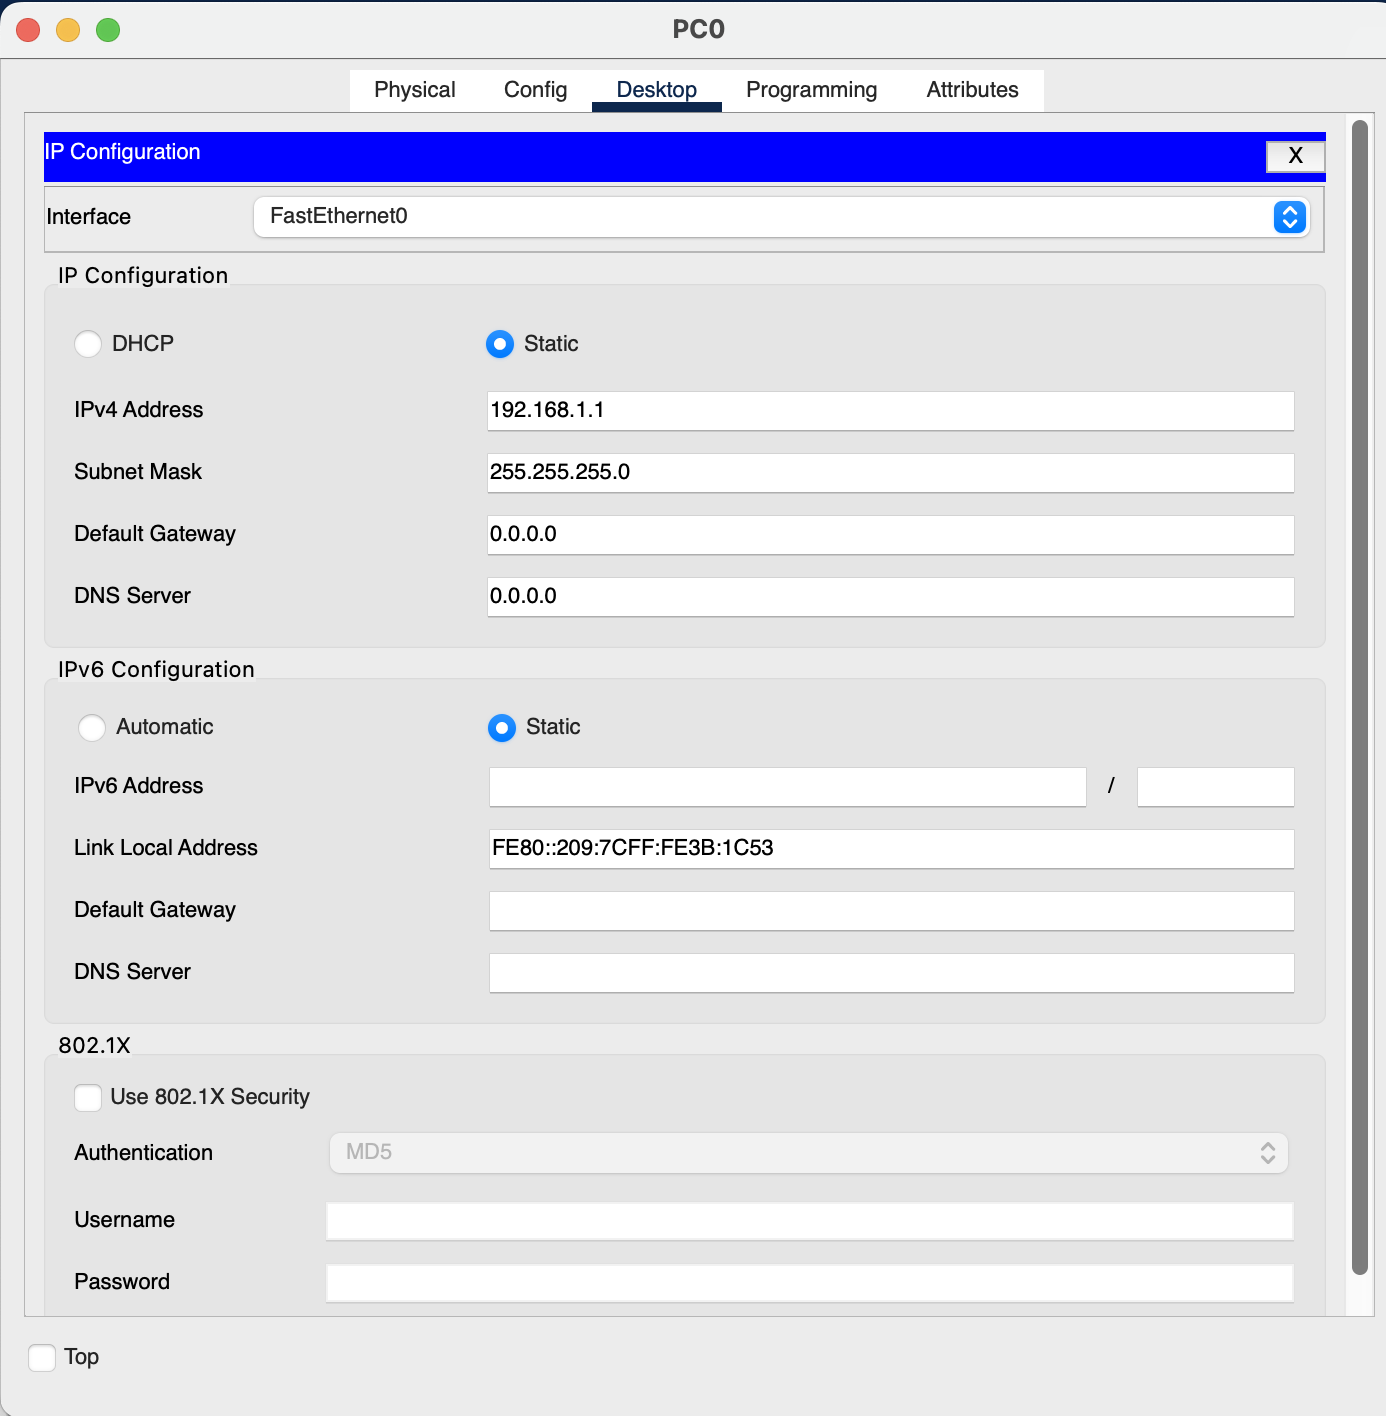 PC0
Physical Config Desktop Programming Attributes
IP Configuration X
Interface FastEthernet0
IP Configuration
DHCP Static
IPv4 Address 192.168.1.1
Subnet Mask 255.255.255.0
Default Gateway 0.0.0.0
DNS Server 0.0.0.0
IPv6 Configuration
Automatic Static
IPv6 Address /
Link Local Address FE80::209:7CFF:FE3B:1C53
Default Gateway
DNS Server
802.1X
Use 802.1X Security
Authentication MD5
Username
Password
Top